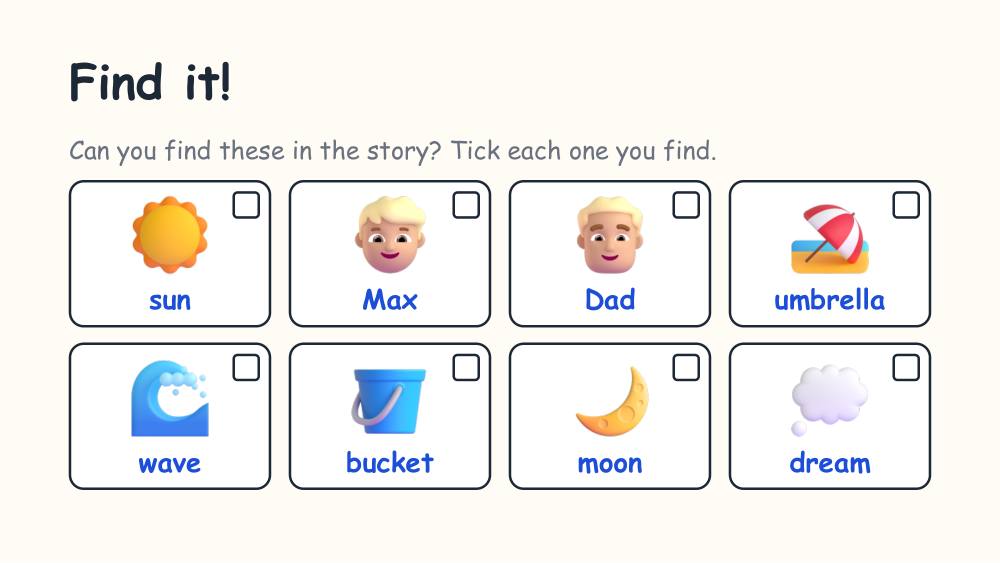 Find it!
Can you find these in the story? Tick each one you find.
sun
Max
Dad
umbrella
wave
bucket
moon
dream